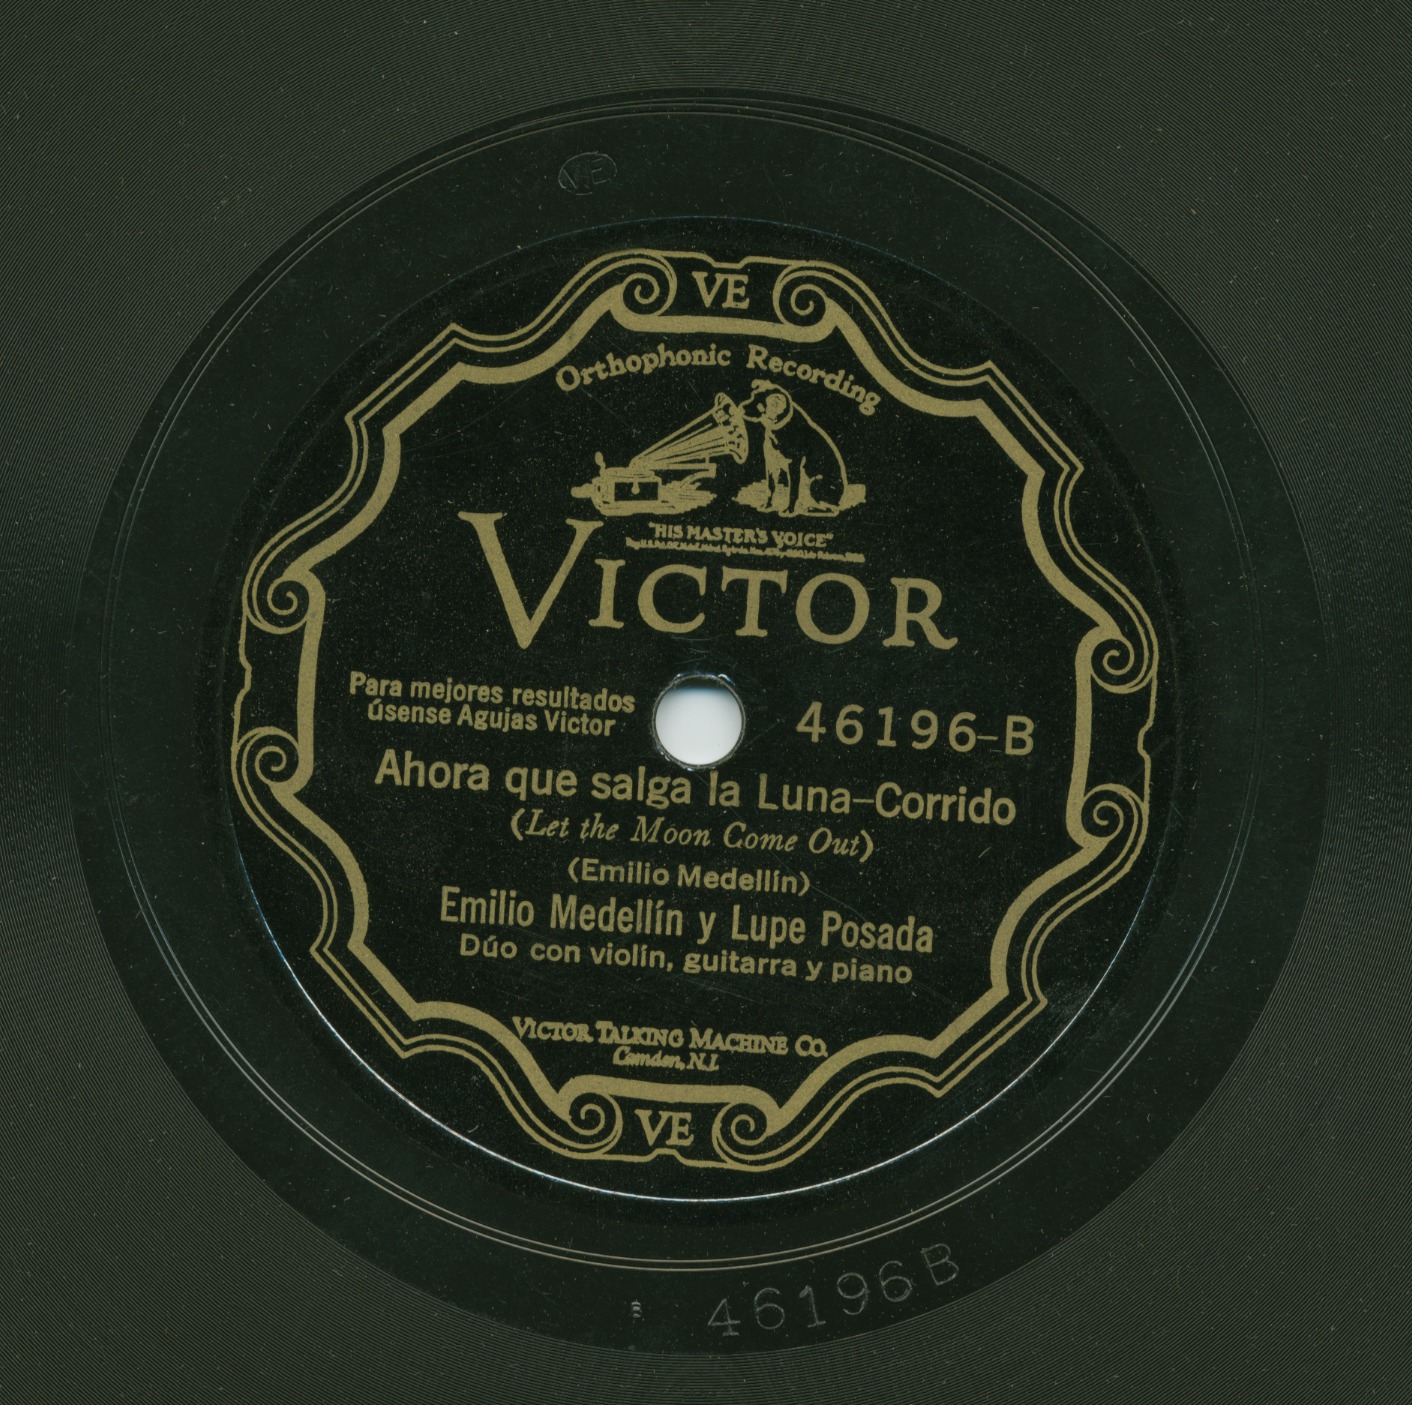 VE
VE
Orthophonic Recording
"HIS MASTER'S VOICE"
VICTOR
Para mejores resultados
úsense Agujas Victor
46196-B
Ahora que salga la Luna-Corrido
(Let the Moon Come Out)
(Emilio Medellín)
Emilio Medellín y Lupe Posada
Dúo con violín, guitarra y piano
VICTOR TALKING MACHINE CO.
Camden, N.J.
VE
46196B